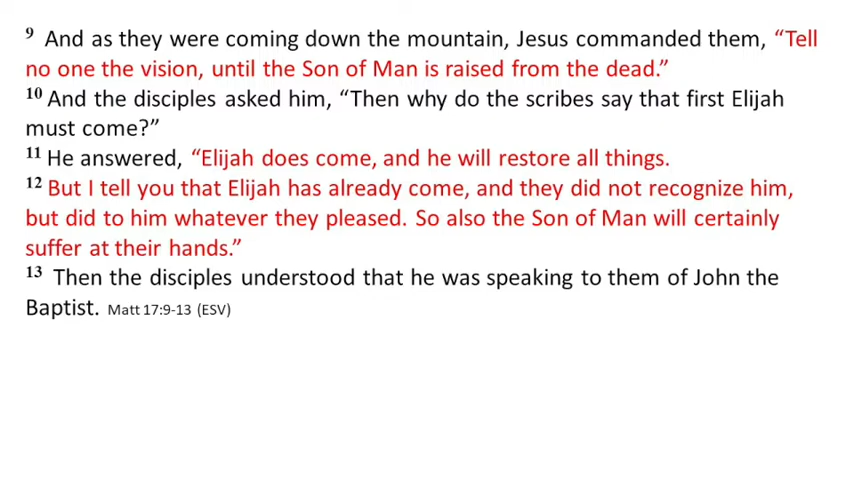 9 And as they were coming down the mountain, Jesus commanded them, “Tell
no one the vision, until the Son of Man is raised from the dead.”
10 And the disciples asked him, “Then why do the scribes say that first Elijah
must come?”
11 He answered, “Elijah does come, and he will restore all things.
12 But I tell you that Elijah has already come, and they did not recognize him,
but did to him whatever they pleased. So also the Son of Man will certainly
suffer at their hands.”
13 Then the disciples understood that he was speaking to them of John the
Baptist. Matt 17:9-13 (ESV)